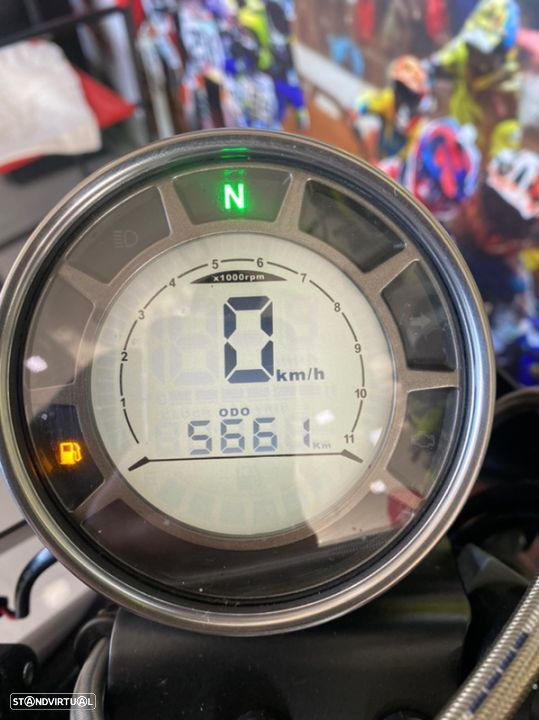 N
5 6
x1000rpm
4 7
3 8
2 9
1 10
11
0
km/h
ODO
5661 Km
STANDVIRTUAL